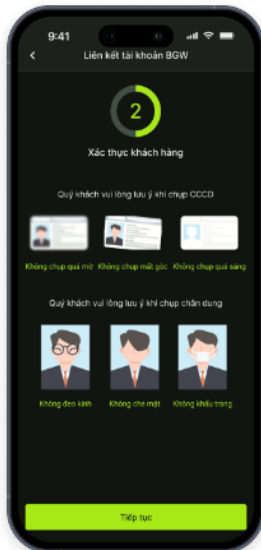 9:41
Liên kết tài khoản BGW
2
Xác thực khách hàng
Quý khách vui lòng lưu ý khi chụp CCCD
Không chụp quá mờ Không chụp mất góc Không chụp quá sáng
Quý khách vui lòng lưu ý khi chụp chân dung
Không đeo kính Không che mặt Không khẩu trang
Tiếp tục